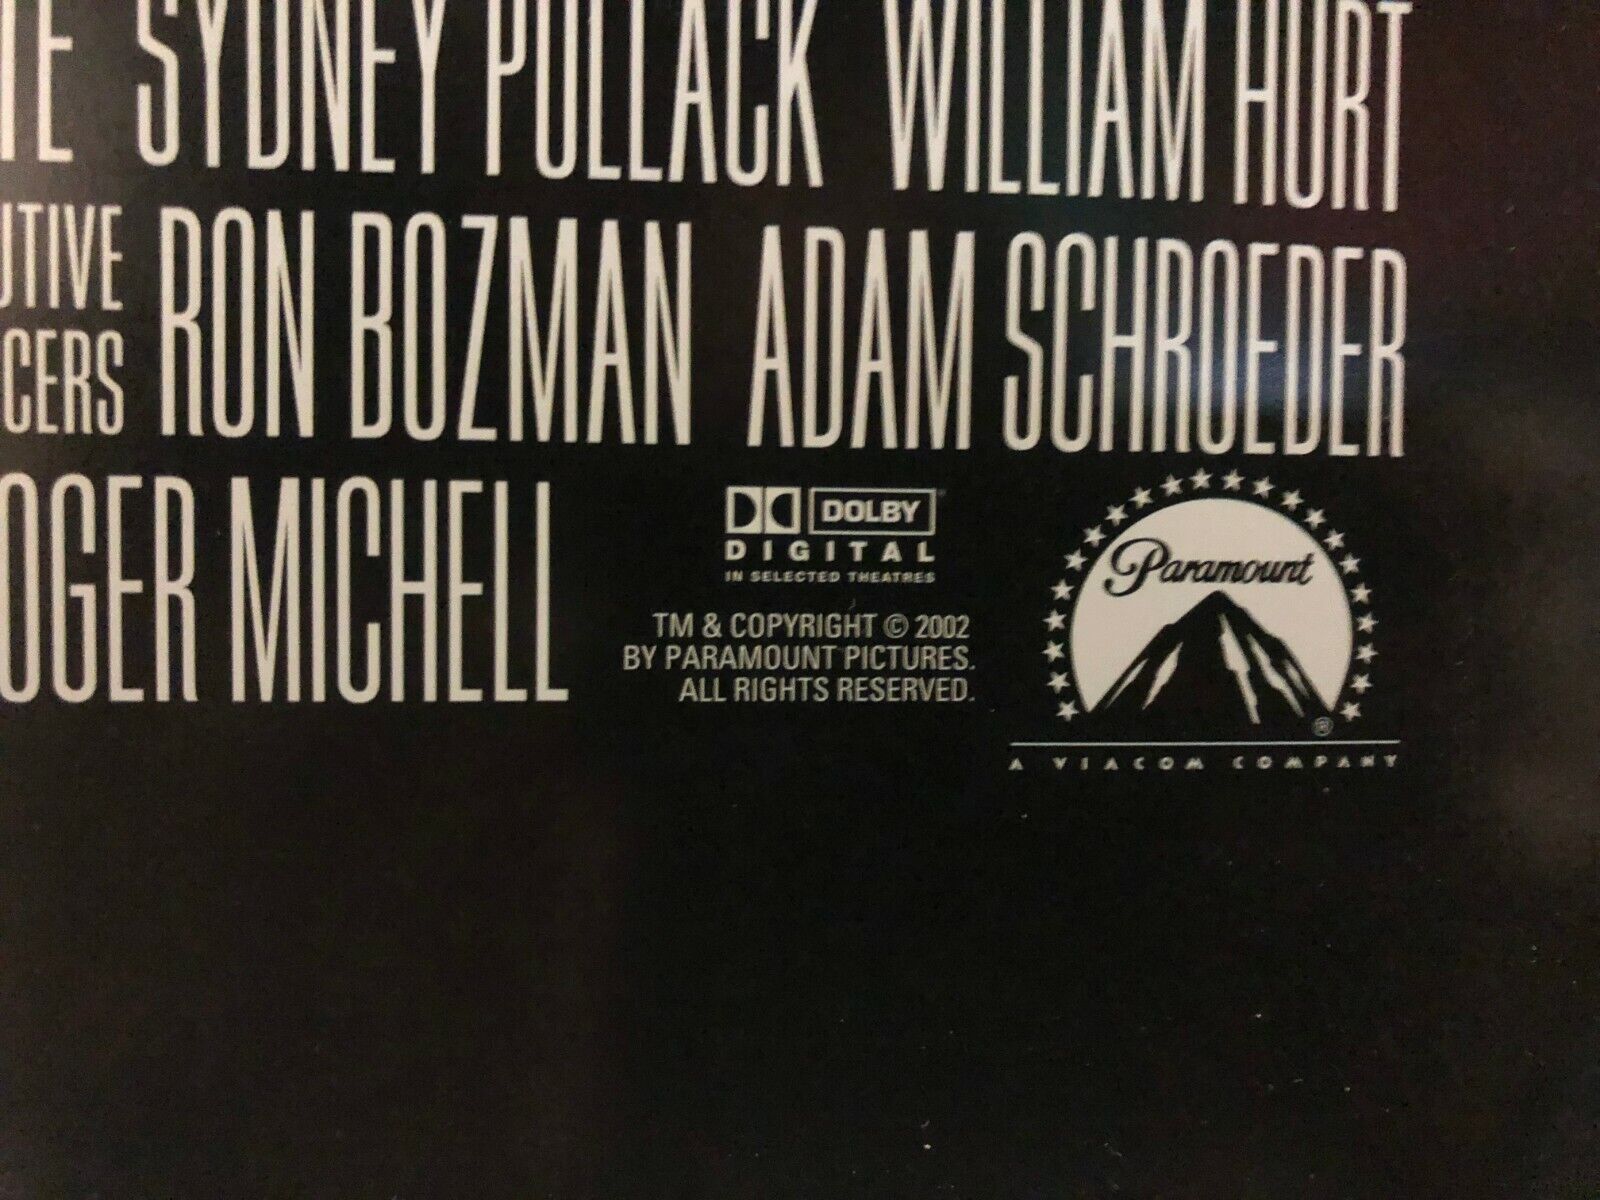 TE SYDNEY POLLACK WILLIAM HURT
UTIVE
CERS RON BOZMAN ADAM SCHROEDER
OGER MICHELL
DOLBY
DIGITAL
IN SELECTED THEATRES
TM & COPYRIGHT © 2002
BY PARAMOUNT PICTURES.
ALL RIGHTS RESERVED.
Paramount
®
A VIACOM COMPANY